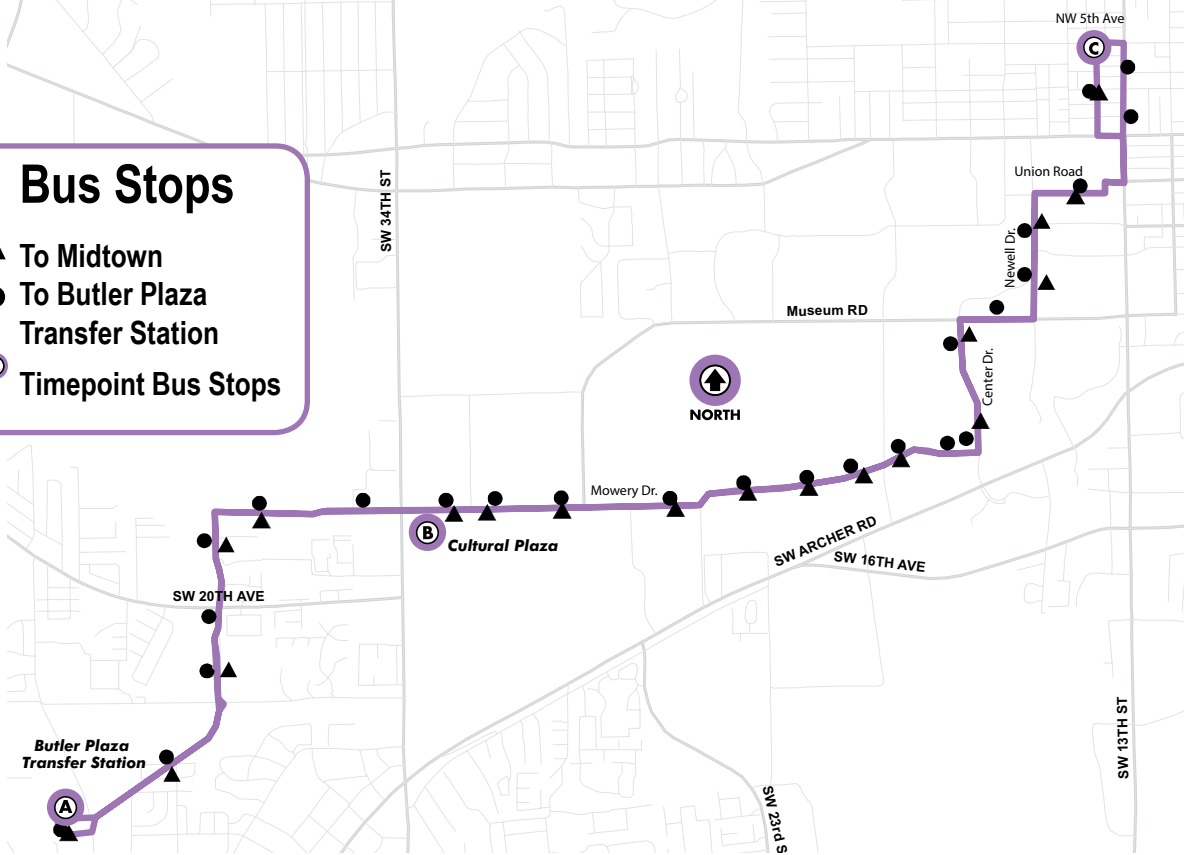 NW 5th Ave
C
Bus Stops
To Midtown
To Butler Plaza
Transfer Station
Timepoint Bus Stops
SW 34TH ST
Union Road
Newell Dr.
Museum RD
NORTH
Center Dr.
Mowery Dr.
B
Cultural Plaza
SW ARCHER RD
SW 16TH AVE
SW 20TH AVE
SW 13TH ST
Butler Plaza
Transfer Station
A
SW 23rd S